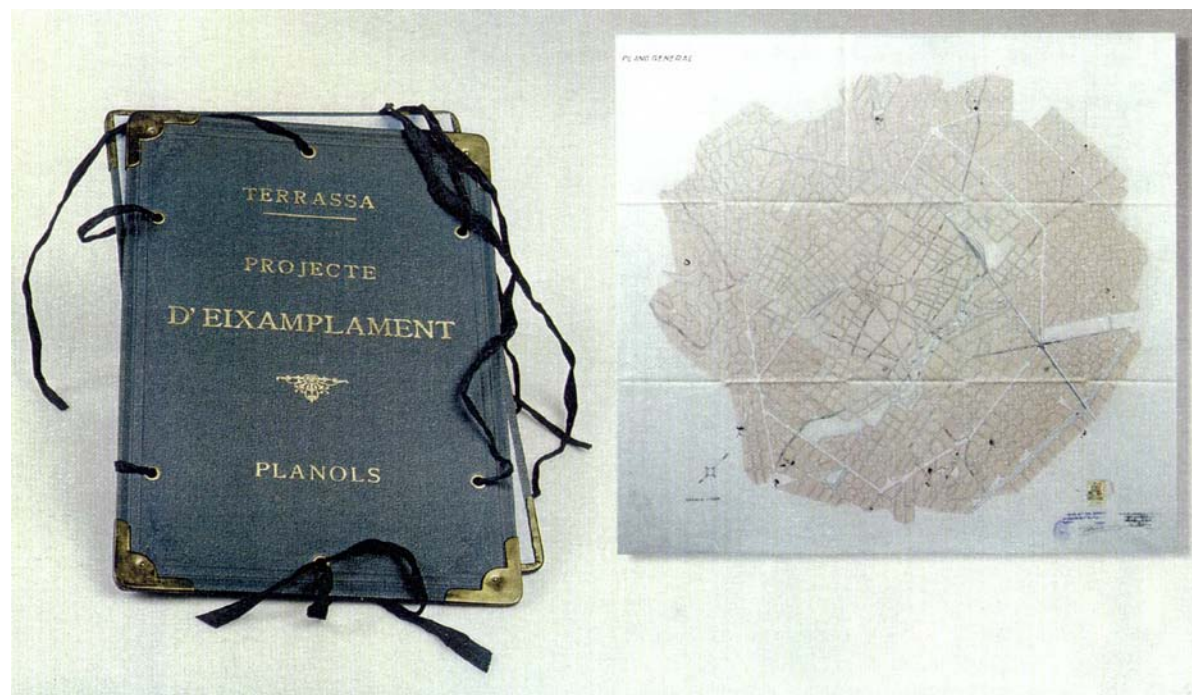 TERRASSA
PROJECTE
D'EIXAMPLAMENT
PLANOLS
PLANO GENERAL